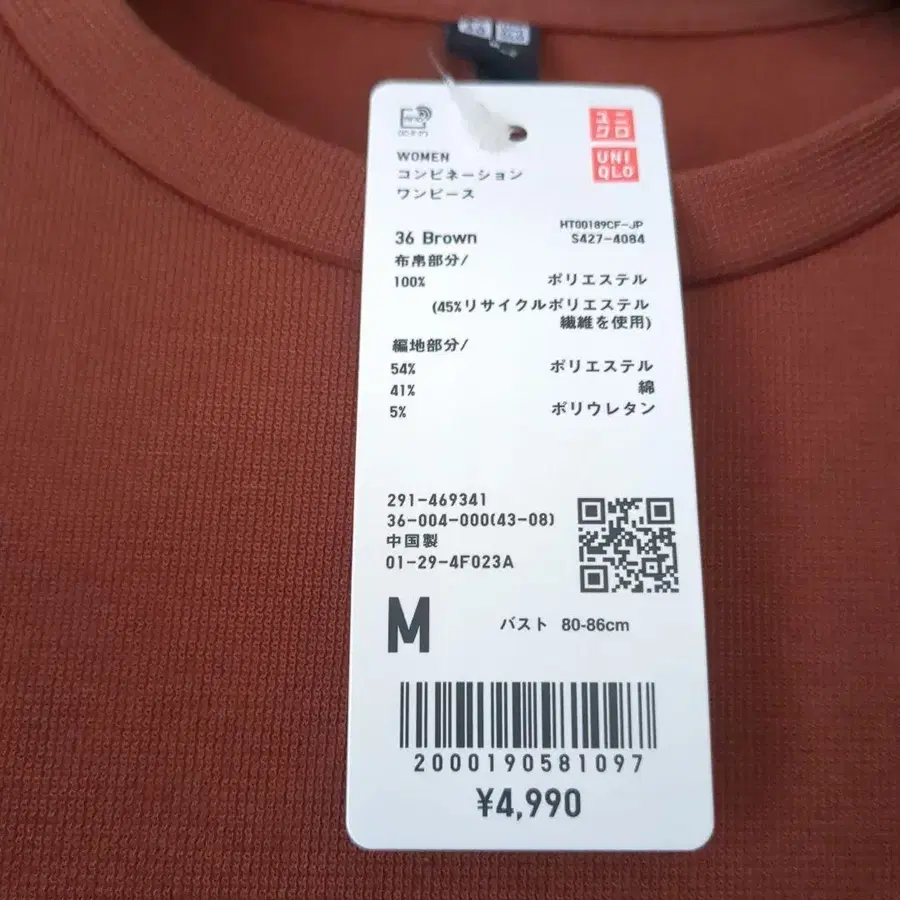 ユニ
クロ
UNI
QLO
WOMEN
コンビネーション
ワンピース
HT00189CF-JP
36 Brown
S427-4084
布帛部分/
100% ポリエステル
(45%リサイクルポリエステル
繊維を使用)
編地部分/
54% ポリエステル
41% 綿
5% ポリウレタン
291-469341
36-004-000(43-08)
中国製
01-29-4F023A
M バスト 80-86cm
2000190581097
¥4,990